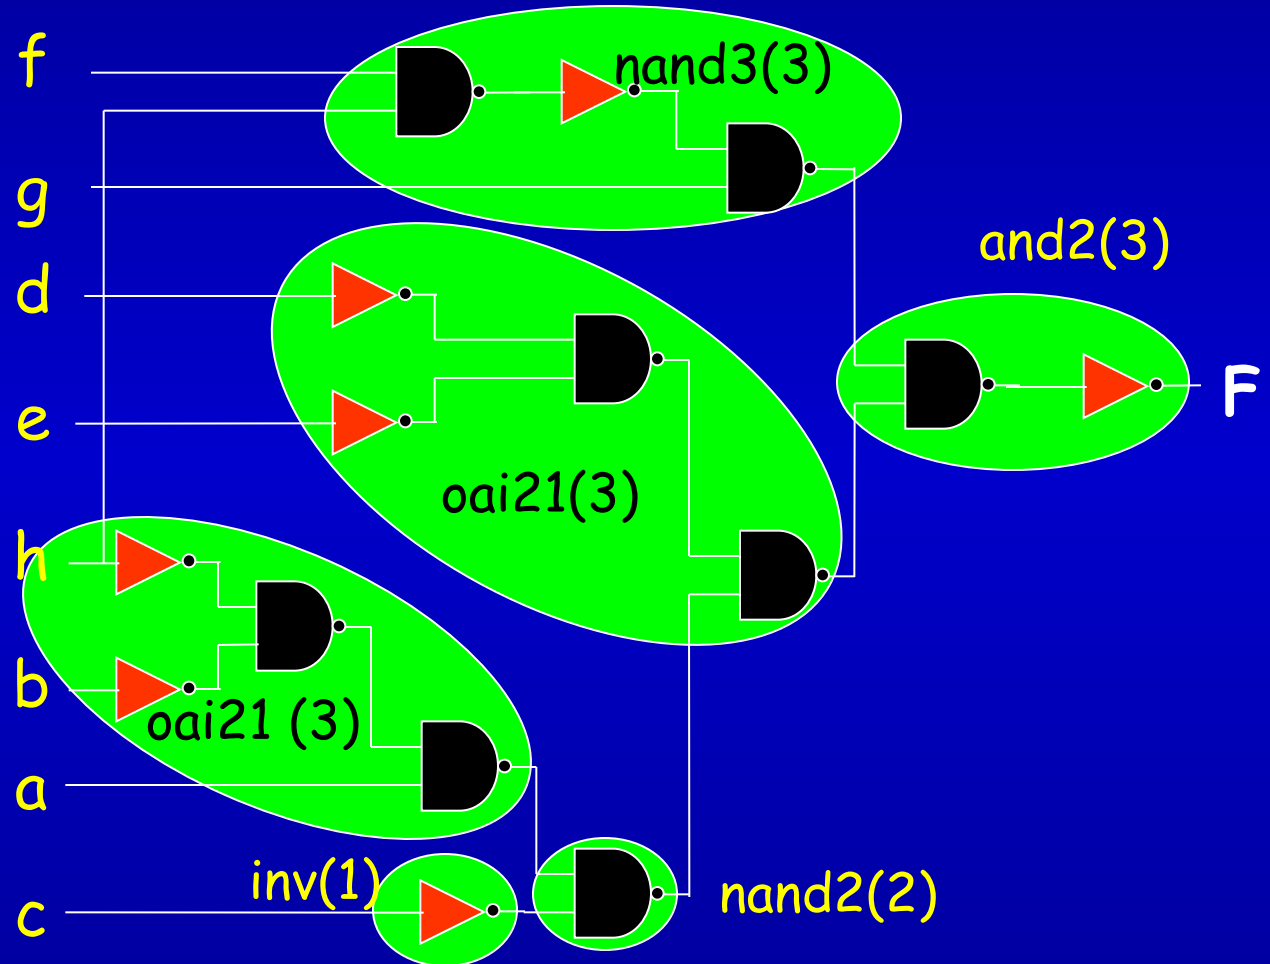 f
nand3(3)
g
and2(3)
d
F
e
oai21(3)
h
b
oai21 (3)
a
inv(1)
nand2(2)
c